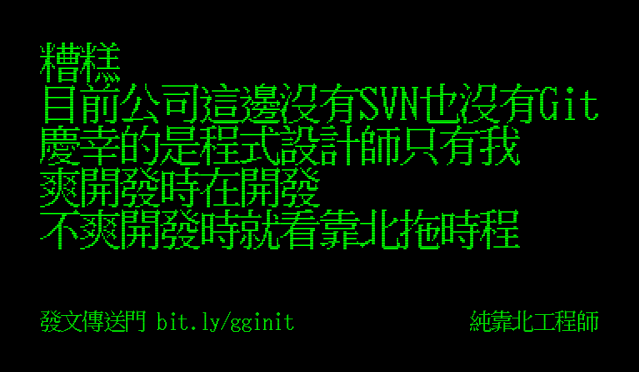 糟糕
目前公司這邊沒有SVN也沒有Git
慶幸的是程式設計師只有我
爽開發時在開發
不爽開發時就看靠北拖時程
發文傳送門 bit.ly/gginit
純靠北工程師